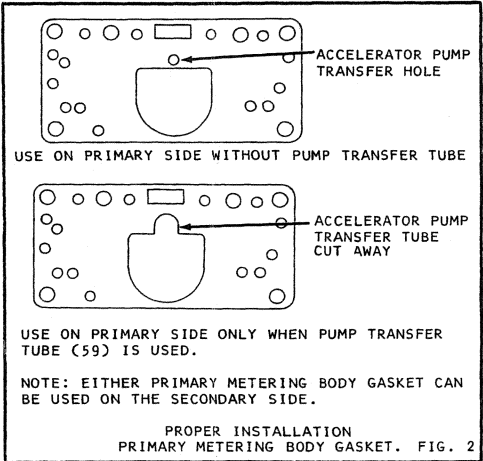 ACCELERATOR PUMP
TRANSFER HOLE
USE ON PRIMARY SIDE WITHOUT PUMP TRANSFER TUBE
ACCELERATOR PUMP
TRANSFER TUBE
CUT AWAY
USE ON PRIMARY SIDE ONLY WHEN PUMP TRANSFER
TUBE (59) IS USED.
NOTE: EITHER PRIMARY METERING BODY GASKET CAN
BE USED ON THE SECONDARY SIDE.
PROPER INSTALLATION
PRIMARY METERING BODY GASKET. FIG. 2